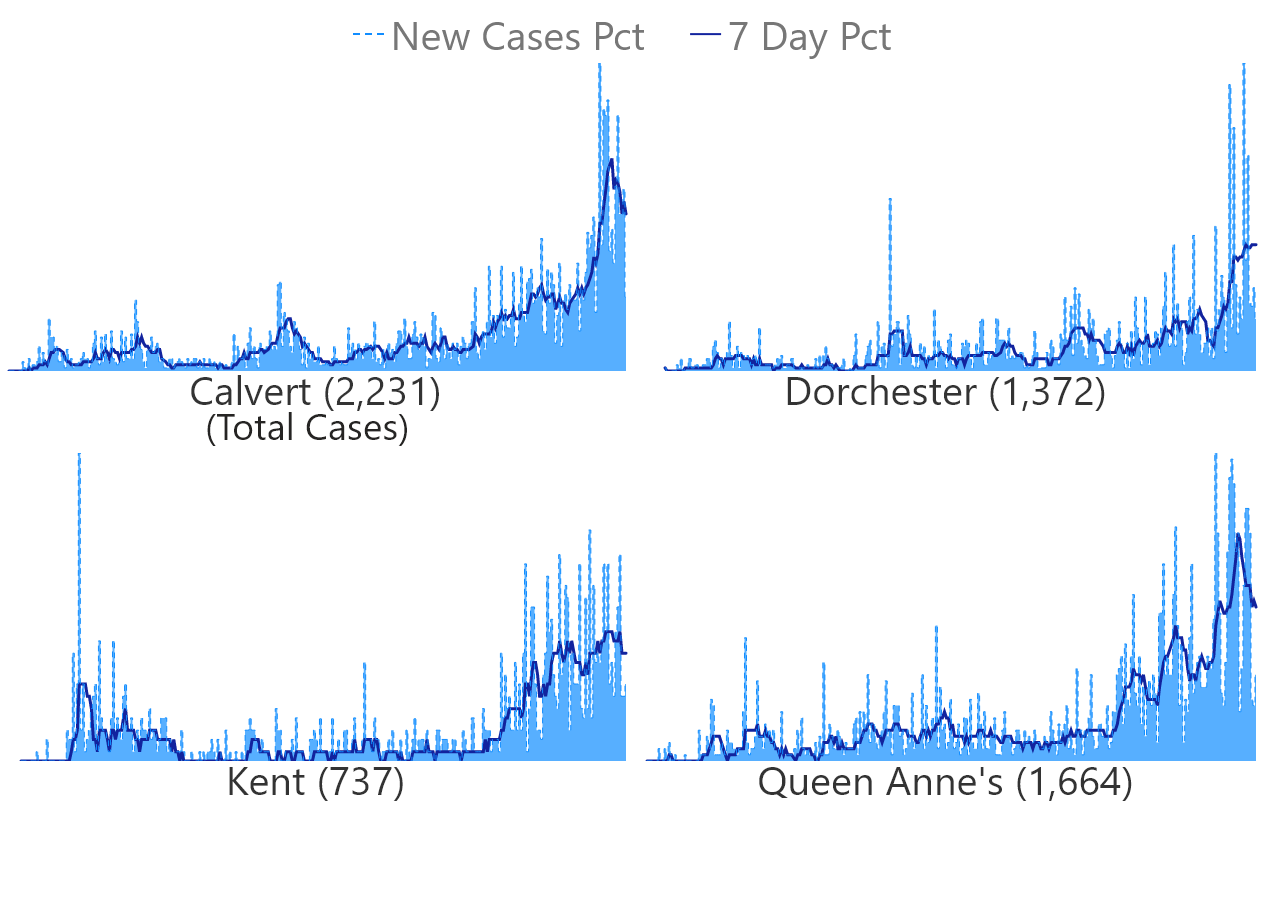 New Cases Pct 7 Day Pct
Calvert (2,231) Dorchester (1,372)
(Total Cases)
Kent (737) Queen Anne's (1,664)